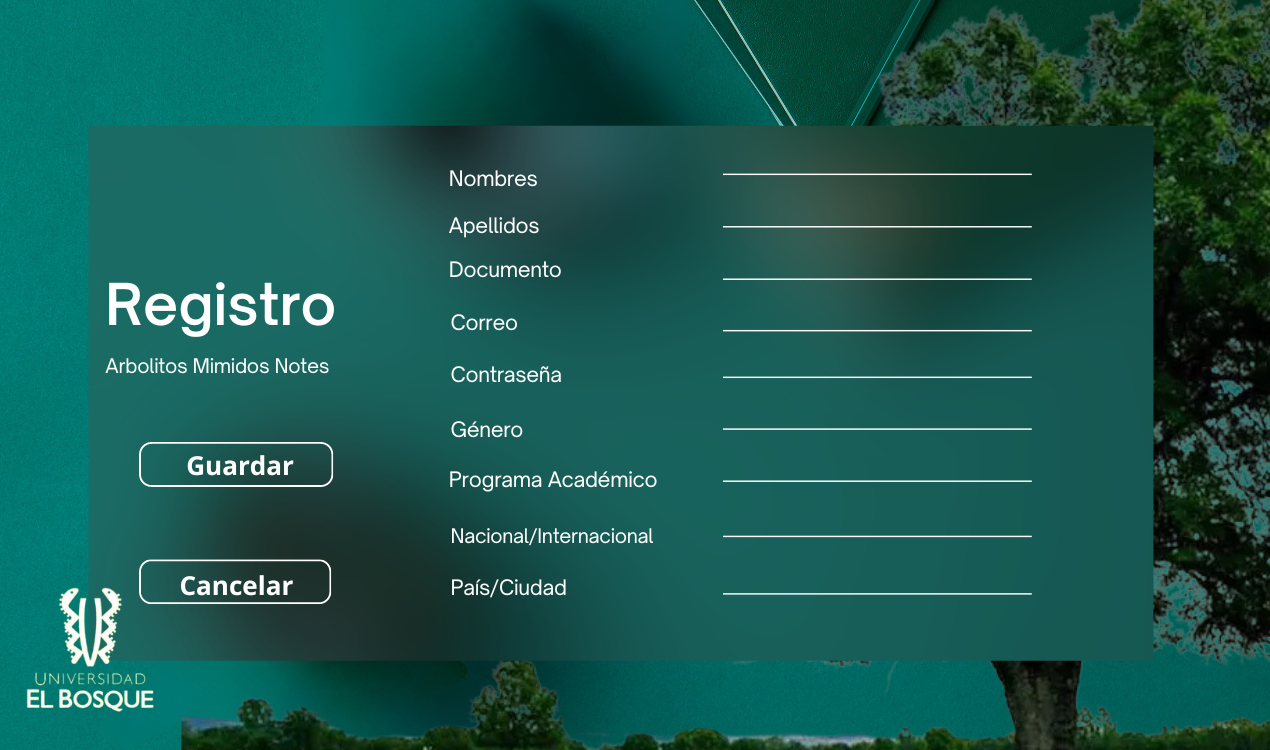 Registro
Arbolitos Mimidos Notes
Guardar
Cancelar
Nombres
Apellidos
Documento
Correo
Contraseña
Género
Programa Académico
Nacional/Internacional
País/Ciudad
UNIVERSIDAD
EL BOSQUE